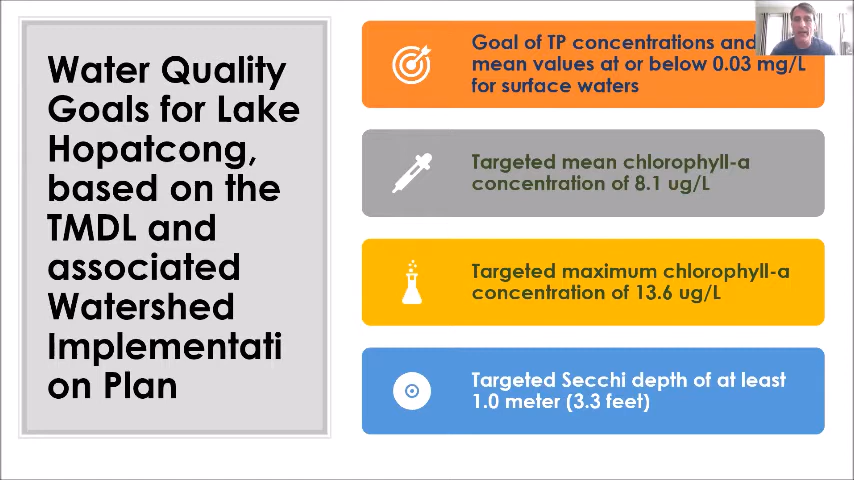 Water Quality
Goals for Lake
Hopatcong,
based on the
TMDL and
associated
Watershed
Implementati
on Plan
Goal of TP concentrations and
mean values at or below 0.03 mg/L
for surface waters
Targeted mean chlorophyll-a
concentration of 8.1 ug/L
Targeted maximum chlorophyll-a
concentration of 13.6 ug/L
Targeted Secchi depth of at least
1.0 meter (3.3 feet)